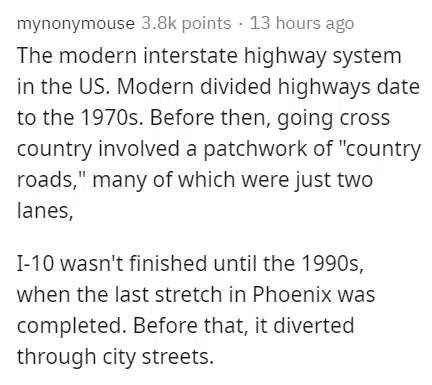 mynonymouse 3.8k points · 13 hours ago
The modern interstate highway system
in the US. Modern divided highways date
to the 1970s. Before then, going cross
country involved a patchwork of "country
roads," many of which were just two
lanes,
I-10 wasn't finished until the 1990s,
when the last stretch in Phoenix was
completed. Before that, it diverted
through city streets.